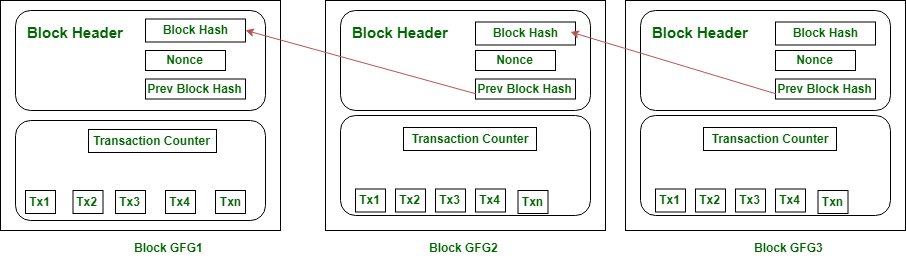 Block Header
Block Hash
Nonce
Prev Block Hash
Transaction Counter
Tx1 Tx2 Tx3 Tx4 Txn
Block GFG1
Block Header
Block Hash
Nonce
Prev Block Hash
Transaction Counter
Tx1 Tx2 Tx3 Tx4 Txn
Block GFG2
Block Header
Block Hash
Nonce
Prev Block Hash
Transaction Counter
Tx1 Tx2 Tx3 Tx4 Txn
Block GFG3